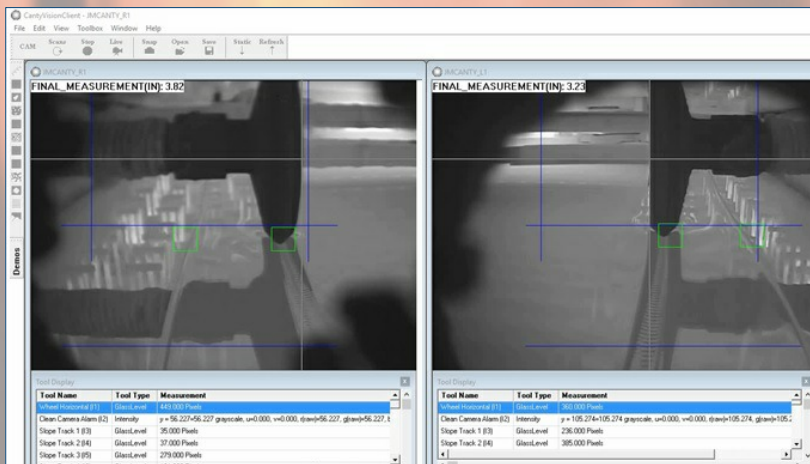 CantyVisionClient - JMCANTY_R1
File Edit View Toolbox Window Help
CAM Scans Stop Live Snap Open Save Static Refresh
JMCANTY_R1
FINAL_MEASUREMENT(IN): 3.82
JMCANTY_L1
FINAL_MEASUREMENT(IN): 3.23
Demos
Tool Display
Tool Name Tool Type Measurement
Wheel Horizontal (I1) GlassLevel 449.000 Pixels
Clean Camera Alarm (I2) Intensity y = 56.227=56.227 grayscale, u=0.000, v=0.000, r(raw)=56.227, g(raw)=56.227, b
Slope Track 1 (I3) GlassLevel 35.000 Pixels
Slope Track 2 (I4) GlassLevel 37.000 Pixels
Slope Track 3 (I5) GlassLevel 279.000 Pixels
Tool Display
Tool Name Tool Type Measurement
Wheel Horizontal (I1) GlassLevel 360.000 Pixels
Clean Camera Alarm (I2) Intensity y = 105.274=105.274 grayscale, u=0.000, v=0.000, r(raw)=105.274, g(raw)=105.2
Slope Track 1 (I3) GlassLevel 236.000 Pixels
Slope Track 2 (I4) GlassLevel 385.000 Pixels